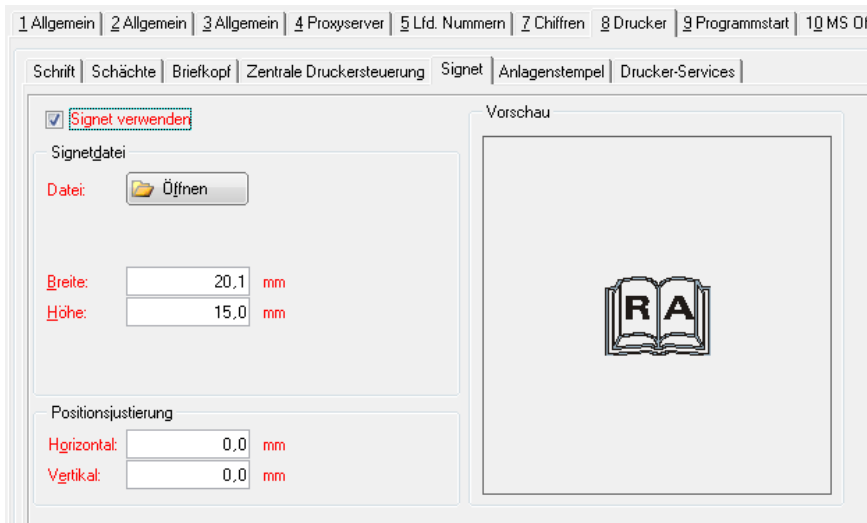 1 Allgemein 2 Allgemein 3 Allgemein 4 Proxyserver 5 Lfd. Nummern 7 Chiffren 8 Drucker 9 Programmstart 10 MS Of
Schrift Schächte Briefkopf Zentrale Druckersteuerung Signet Anlagenstempel Drucker-Services
Signet verwenden
Vorschau
Signetdatei
Datei: Öffnen
Breite: 20,1 mm
Höhe: 15,0 mm
R A
Positionsjustierung
Horizontal: 0,0 mm
Vertikal: 0,0 mm